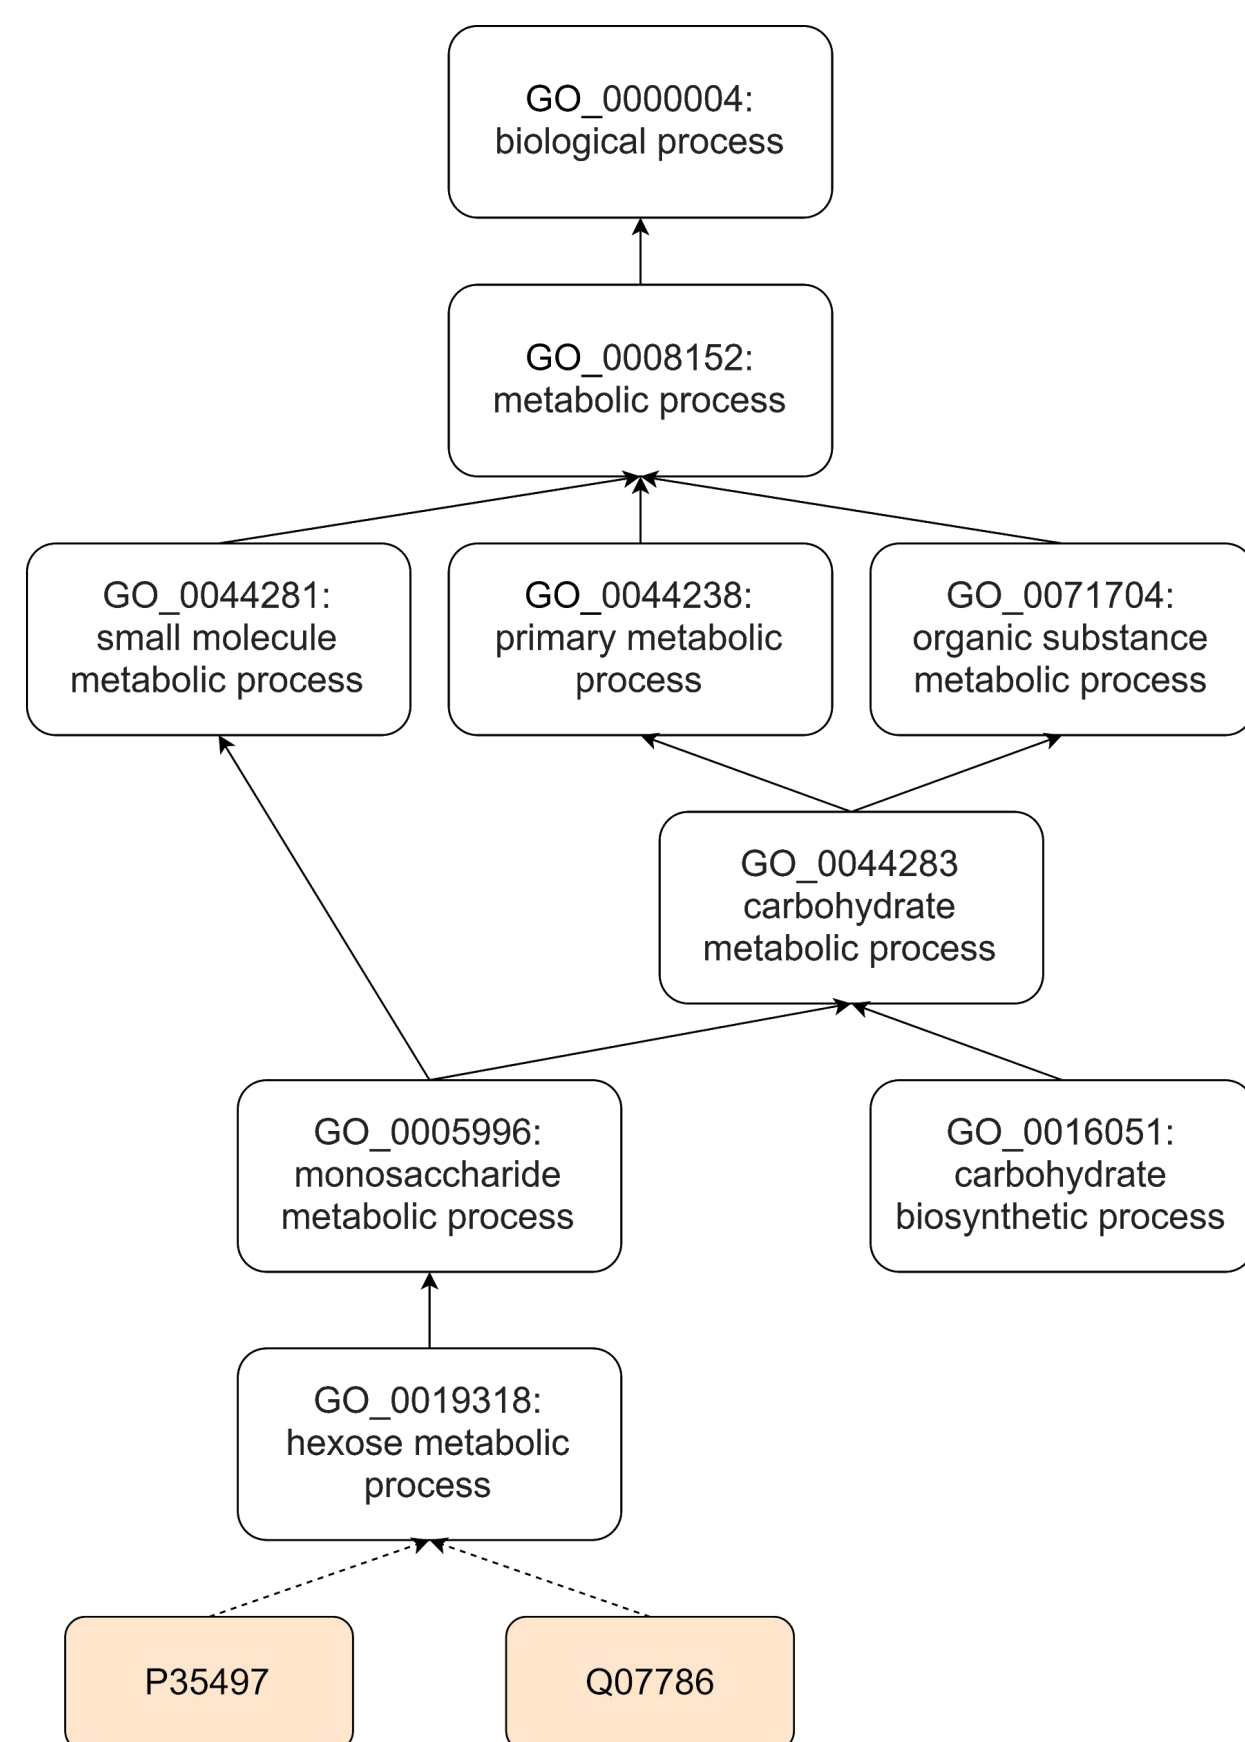 GO_0000004:
biological process
GO_0008152:
metabolic process
GO_0044281:
small molecule
metabolic process
GO_0044238:
primary metabolic
process
GO_0071704:
organic substance
metabolic process
GO_0044283
carbohydrate
metabolic process
GO_0005996:
monosaccharide
metabolic process
GO_0016051:
carbohydrate
biosynthetic process
GO_0019318:
hexose metabolic
process
P35497
Q07786